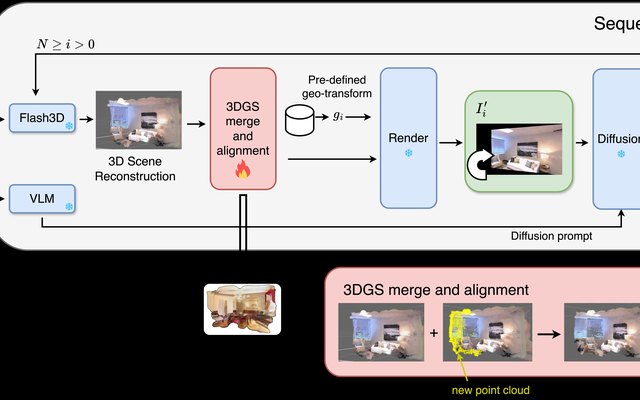 Seque
N ≥ i > 0
Flash3D
3D Scene
Reconstruction
3DGS
merge
and
alignment
Pre-defined
geo-transform
gᵢ
Render
I′ᵢ
Diffusion
VLM
Diffusion prompt
3DGS merge and alignment
+
new point cloud